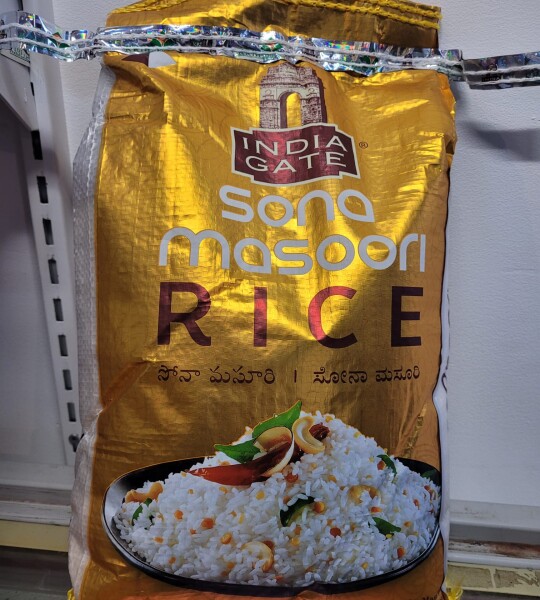 INDIA
GATE®
sona
masoori
RICE
సోనా మసూరి | ಸೋನಾ ಮಸೂರಿ